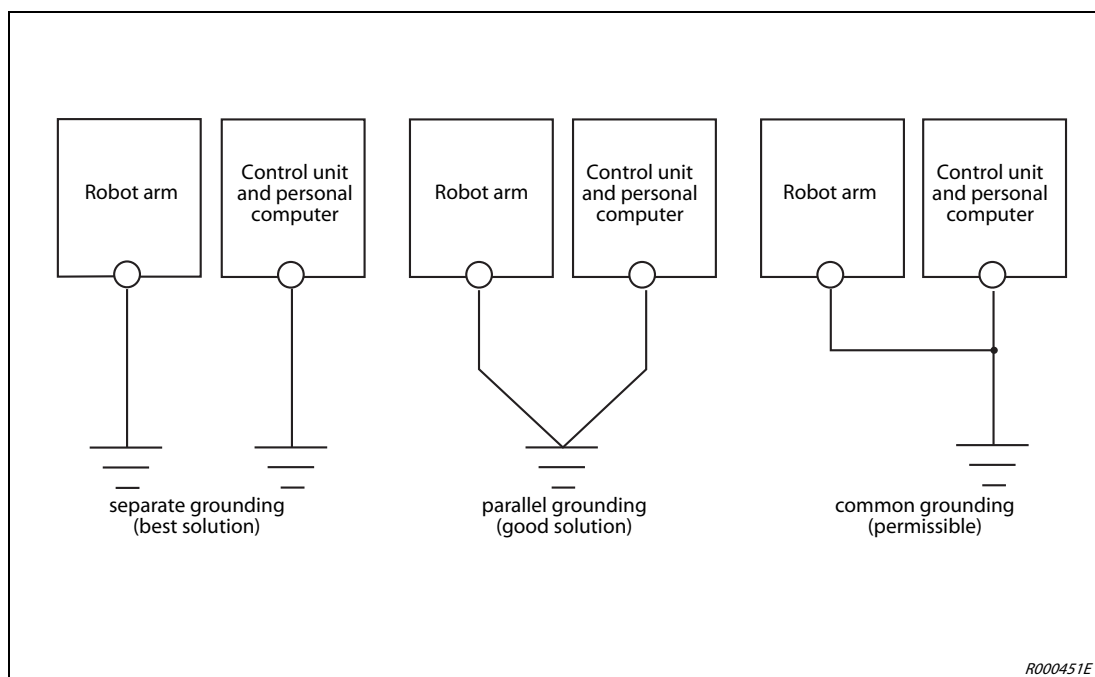 Robot arm
Control unit
and personal
computer
Robot arm
Control unit
and personal
computer
Robot arm
Control unit
and personal
computer
separate grounding
(best solution)
parallel grounding
(good solution)
common grounding
(permissible)
R000451E